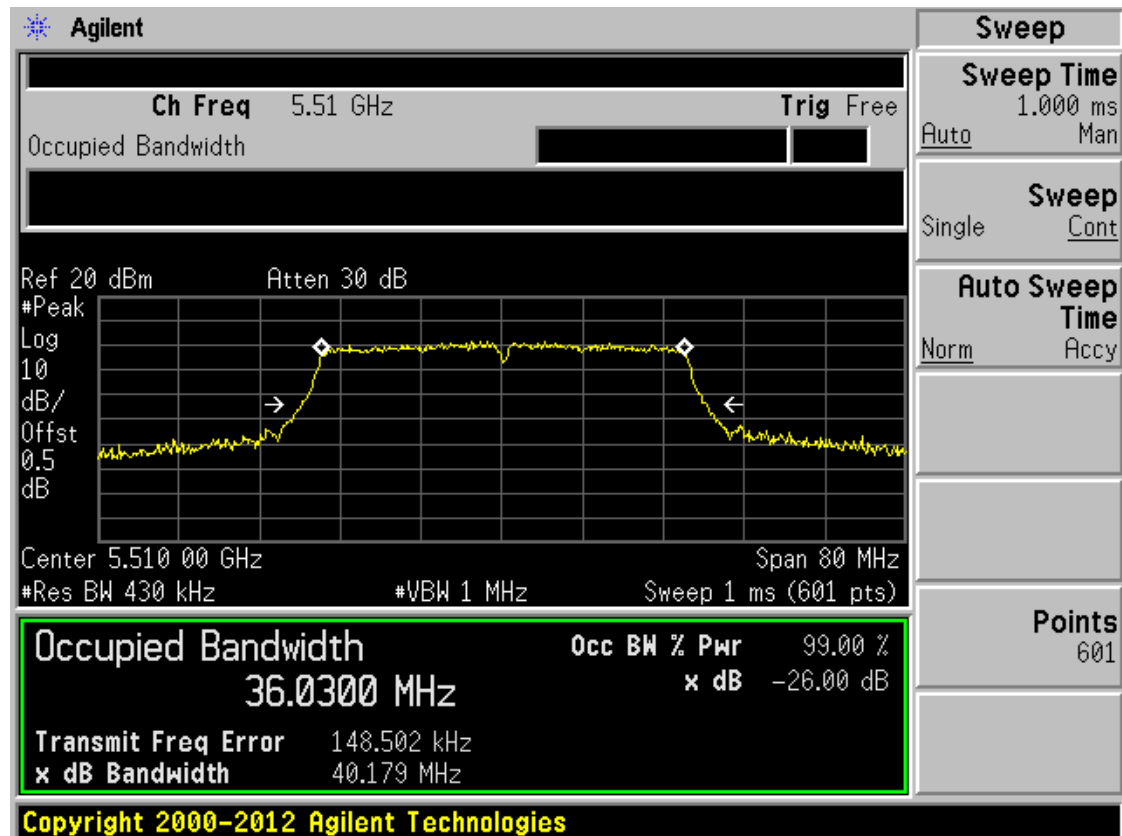 Agilent
Ch Freq 5.51 GHz Trig Free
Occupied Bandwidth
Ref 20 dBm Atten 30 dB
#Peak
Log
10
dB/
Offst
0.5
dB
Center 5.510 00 GHz Span 80 MHz
#Res BW 430 kHz #VBW 1 MHz Sweep 1 ms (601 pts)
Occupied Bandwidth
36.0300 MHz
Occ BW % Pwr 99.00 %
x dB -26.00 dB
Transmit Freq Error 148.502 kHz
x dB Bandwidth 40.179 MHz
Copyright 2000-2012 Agilent Technologies
Sweep
Sweep Time
1.000 ms
Auto Man
Sweep
Single Cont
Auto Sweep
Time
Norm Accy
Points
601